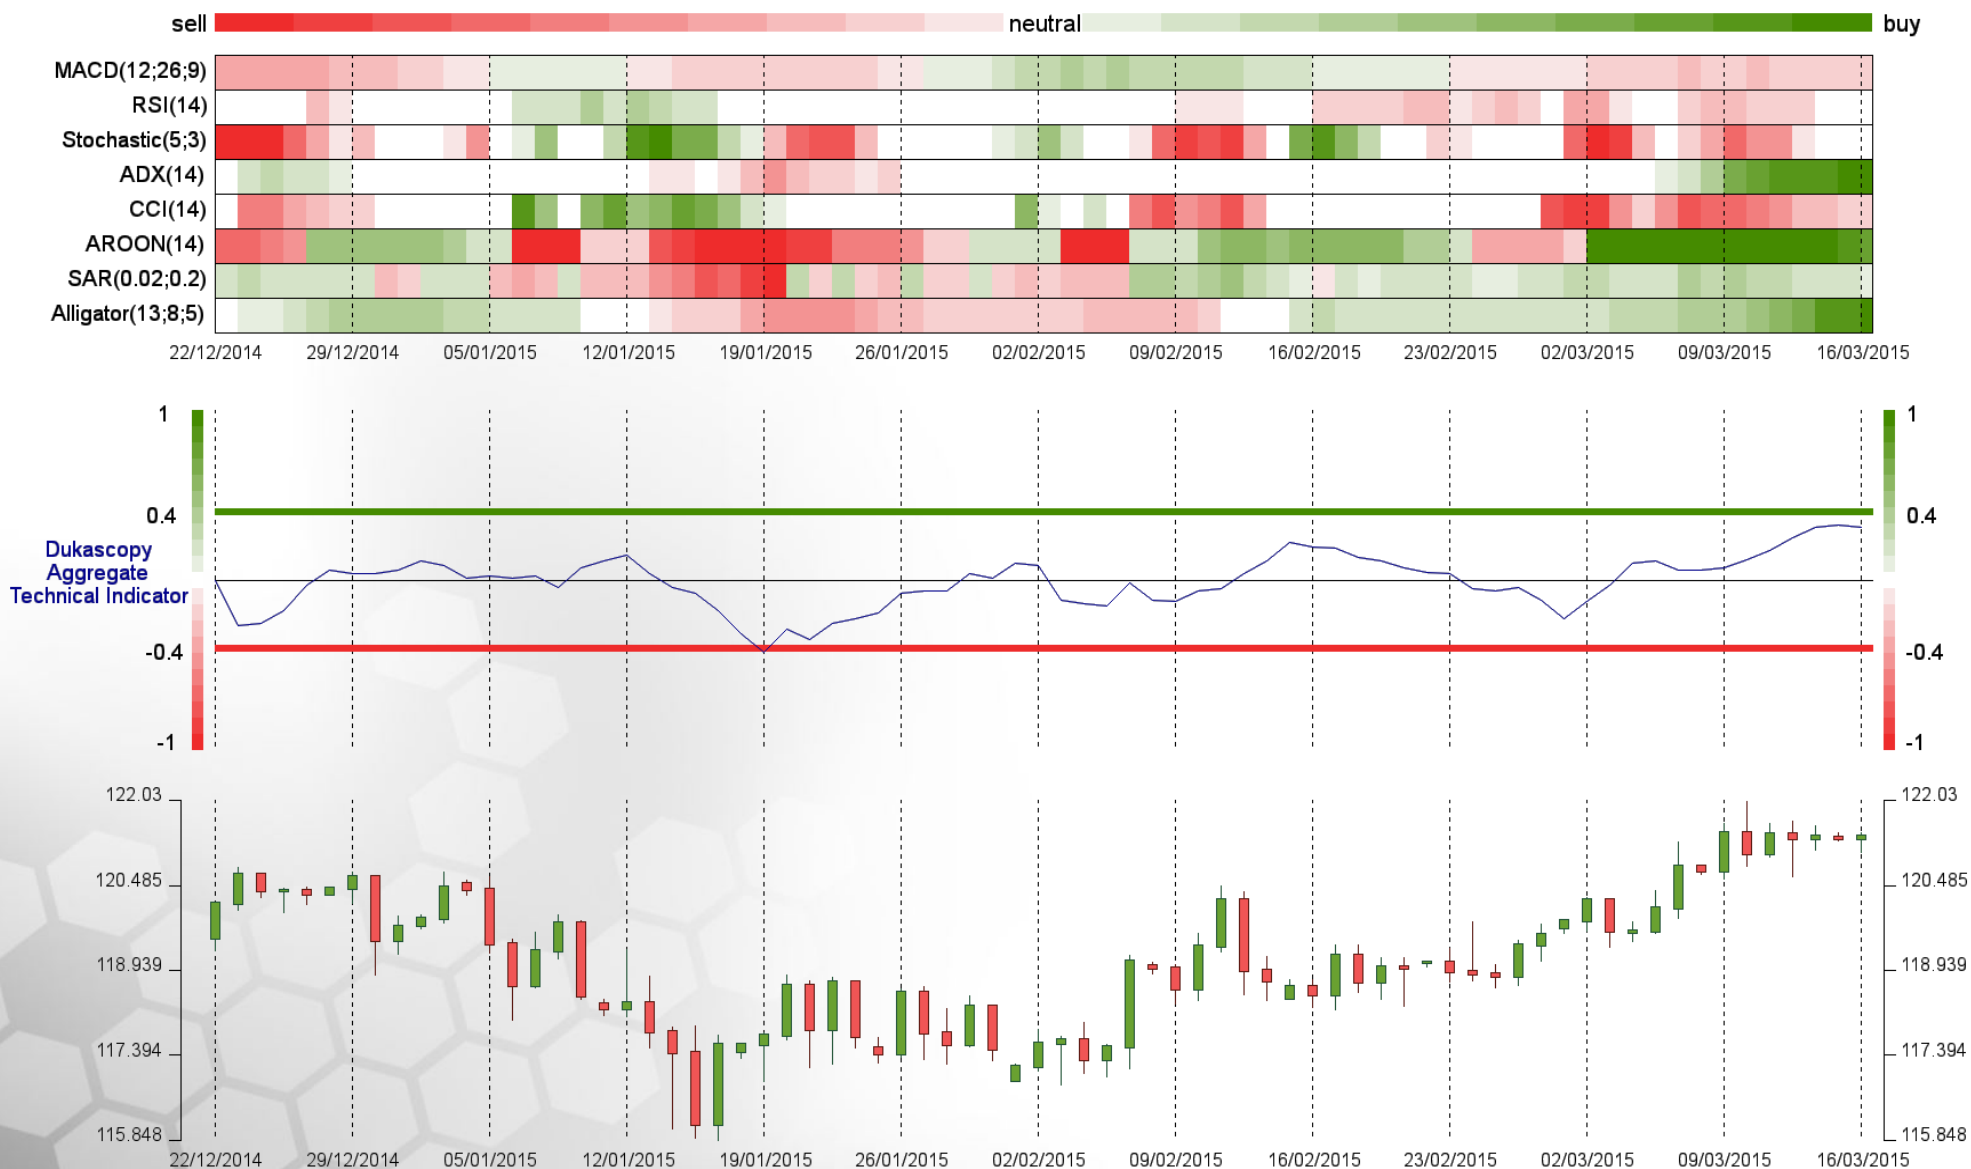 sell neutral buy
MACD(12;26;9)
RSI(14)
Stochastic(5;3)
ADX(14)
CCI(14)
AROON(14)
SAR(0.02;0.2)
Alligator(13;8;5)
22/12/2014 29/12/2014 05/01/2015 12/01/2015 19/01/2015 26/01/2015 02/02/2015 09/02/2015 16/02/2015 23/02/2015 02/03/2015 09/03/2015 16/03/2015
1 1
0.4 0.4
Dukascopy
Aggregate
Technical Indicator
-0.4 -0.4
-1 -1
122.03 122.03
120.485 120.485
118.939 118.939
117.394 117.394
115.848 115.848
22/12/2014 29/12/2014 05/01/2015 12/01/2015 19/01/2015 26/01/2015 02/02/2015 09/02/2015 16/02/2015 23/02/2015 02/03/2015 09/03/2015 16/03/2015